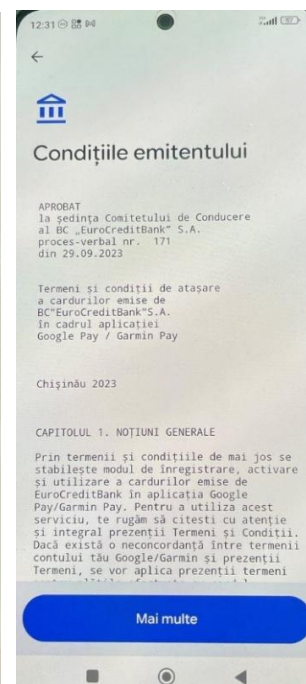 12:31
Condițiile emitentului
APROBAT
la ședința Comitetului de Conducere
al BC „EuroCreditBank" S.A.
proces-verbal nr. 171
din 29.09.2023
Termeni și condiții de atașare
a cardurilor emise de
BC"EuroCreditBank"S.A.
în cadrul aplicației
Google Pay / Garmin Pay
Chișinău 2023
CAPITOLUL 1. NOȚIUNI GENERALE
Prin termenii și condițiile de mai jos se
stabilește modul de înregistrare, activare
și utilizare a cardurilor emise de
EuroCreditBank în aplicația Google
Pay/Garmin Pay. Pentru a utiliza acest
serviciu, te rugăm să citesti cu atenție
și integral prezenții Termeni și Condiții.
Dacă există o neconcordanță între termenii
contului tău Google/Garmin și prezenții
Termeni, se vor aplica prezenții termeni
Mai multe